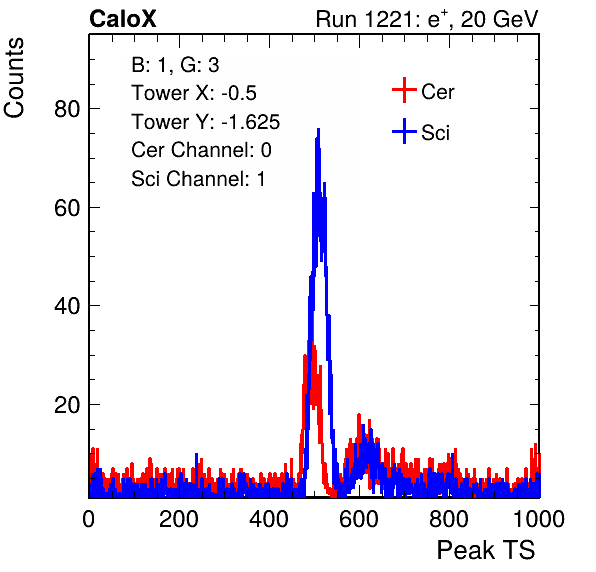 CaloX Run 1221: e⁺, 20 GeV
Counts
B: 1, G: 3
Tower X: -0.5
Tower Y: -1.625
Cer Channel: 0
Sci Channel: 1
Cer
Sci
80
60
40
20
0 200 400 600 800 1000
Peak TS